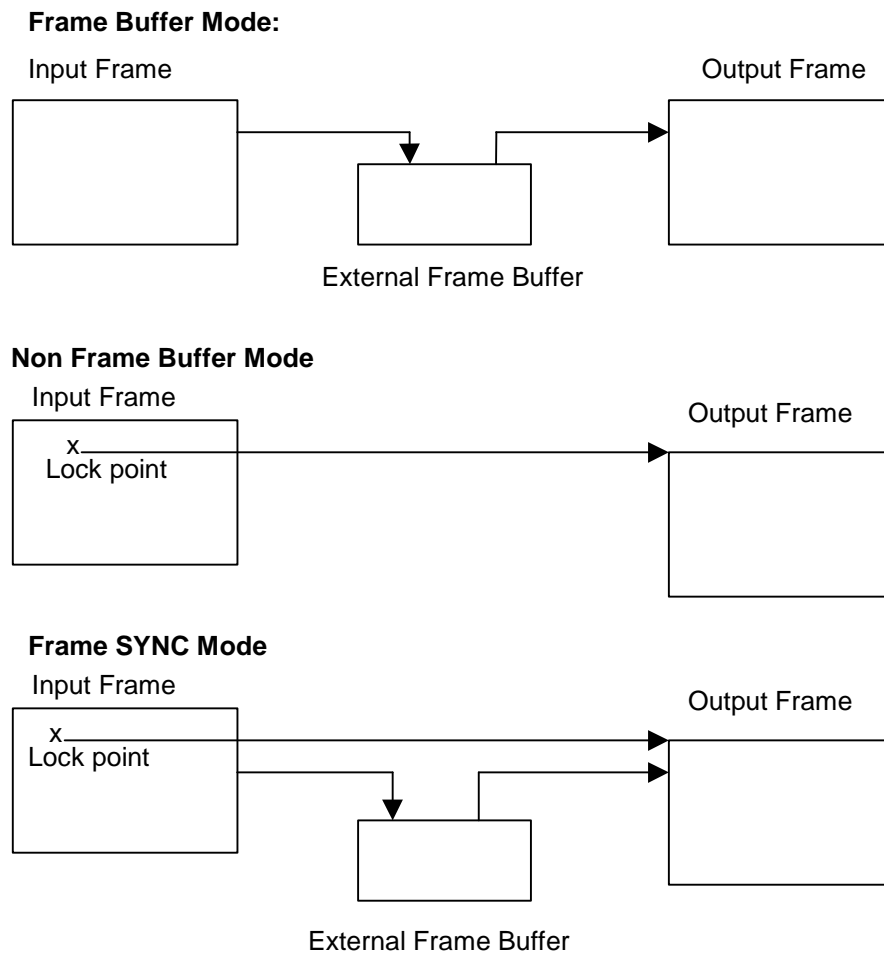 Frame Buffer Mode:
Input Frame
Output Frame
External Frame Buffer
Non Frame Buffer Mode
Input Frame
Output Frame
x
Lock point
Frame SYNC Mode
Input Frame
Output Frame
x
Lock point
External Frame Buffer